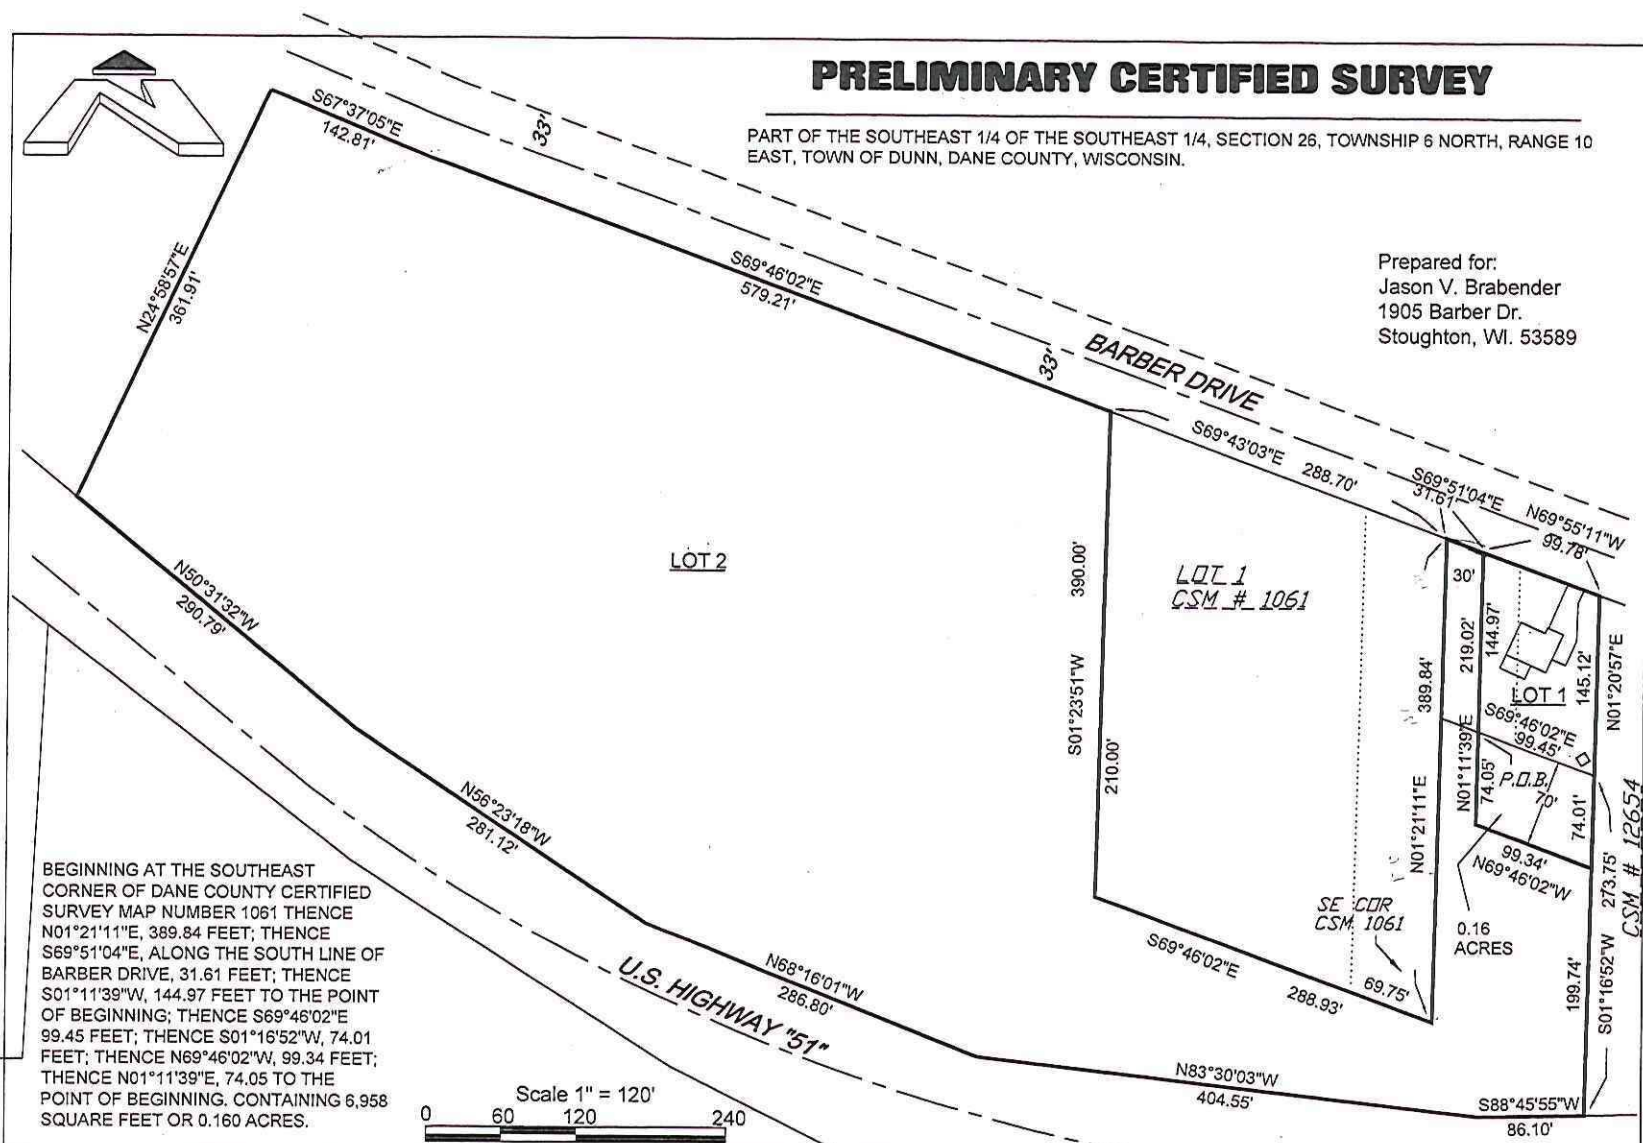 PRELIMINARY CERTIFIED SURVEY
PART OF THE SOUTHEAST 1/4 OF THE SOUTHEAST 1/4, SECTION 26, TOWNSHIP 6 NORTH, RANGE 10
EAST, TOWN OF DUNN, DANE COUNTY, WISCONSIN.
Prepared for:
Jason V. Brabender
1905 Barber Dr.
Stoughton, WI. 53589
S67°37'05"E
142.81'
33'
N24°58'57"E
361.91'
S69°46'02"E
579.21'
33'
BARBER DRIVE
S69°43'03"E 288.70'
S69°51'04"E
31.61'
N69°55'11"W
99.78'
LOT 2
LOT 1
CSM # 1061
390.00'
S01°23'51"W
210.00'
30'
219.02'
144.97'
389.84'
N01°21'11"E
N01°11'39"E
74.05'
LOT 1
145.12'
N01°20'57"E
S69°46'02"E
99.45'
P.O.B.
70'
74.01'
99.34'
N69°46'02"W
0.16
ACRES
273.75'
S01°16'52"W
CSM # 12654
199.74'
SE COR
CSM 1061
S69°46'02"E
288.93'
69.75'
N50°31'32"W
290.79'
N56°23'18"W
281.12'
N68°16'01"W
286.80'
U.S. HIGHWAY "51"
N83°30'03"W
404.55'
S88°45'55"W
86.10'
BEGINNING AT THE SOUTHEAST
CORNER OF DANE COUNTY CERTIFIED
SURVEY MAP NUMBER 1061 THENCE
N01°21'11"E, 389.84 FEET; THENCE
S69°51'04"E, ALONG THE SOUTH LINE OF
BARBER DRIVE, 31.61 FEET; THENCE
S01°11'39"W, 144.97 FEET TO THE POINT
OF BEGINNING; THENCE S69°46'02"E
99.45 FEET; THENCE S01°16'52"W, 74.01
FEET; THENCE N69°46'02"W, 99.34 FEET;
THENCE N01°11'39"E, 74.05 TO THE
POINT OF BEGINNING. CONTAINING 6,958
SQUARE FEET OR 0.160 ACRES.
Scale 1" = 120'
0 60 120 240